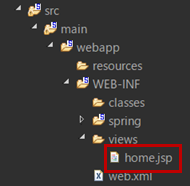 src
main
webapp
resources
WEB-INF
classes
spring
views
home.jsp
web.xml